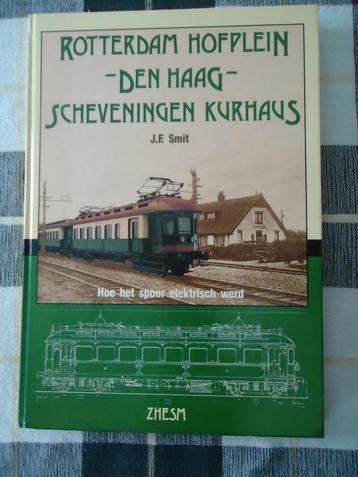 ROTTERDAM HOFPLEIN
-DEN HAAG-
SCHEVENINGEN KURHAUS
J.F. Smit
Hoe het spoor elektrisch werd
ZHESM